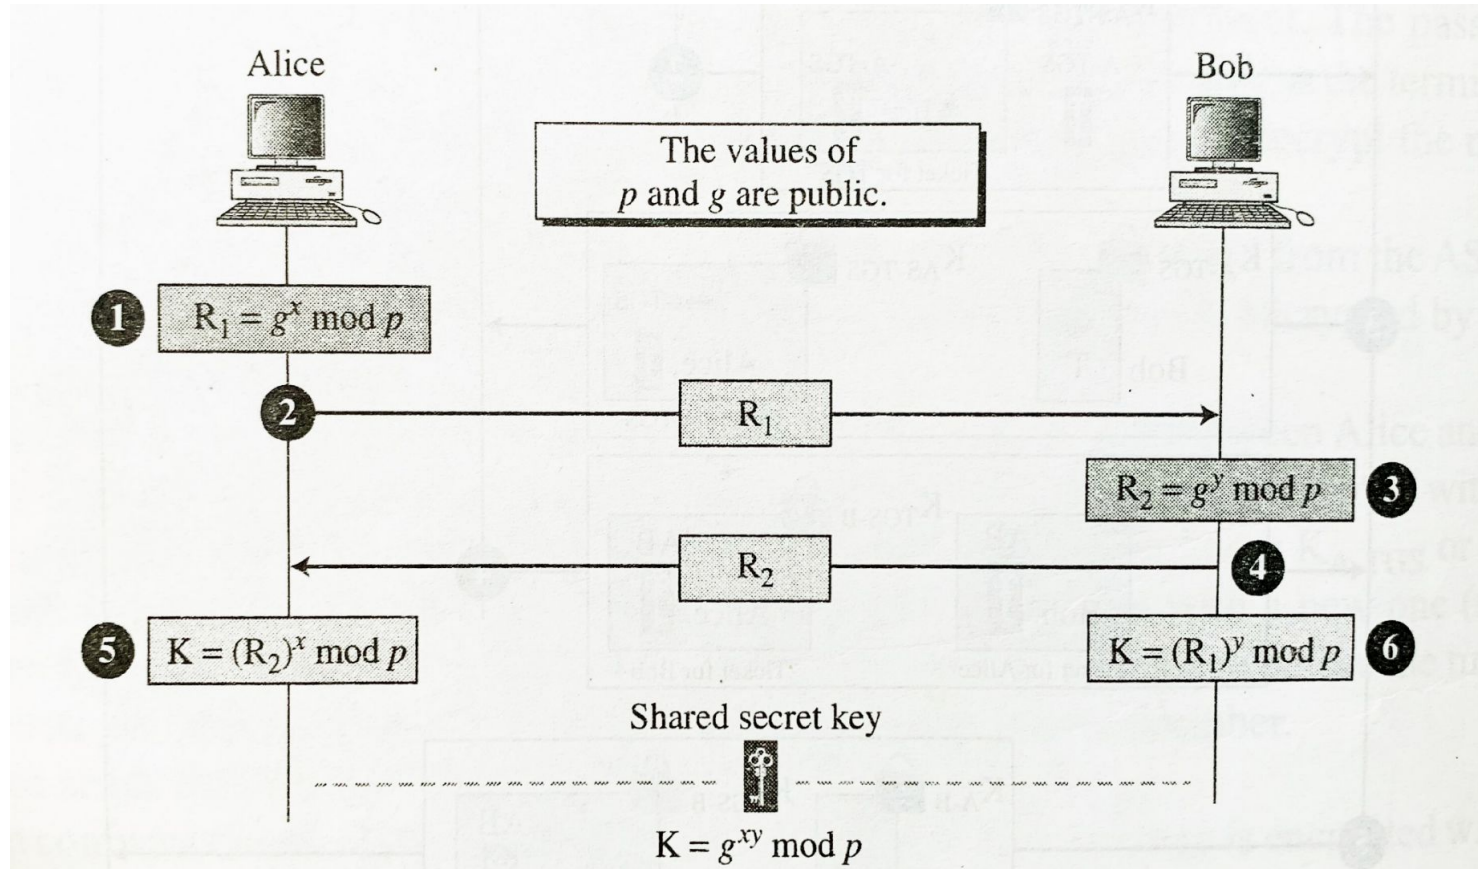 Alice
Bob
The values of
p and g are public.
1
R₁ = gˣ mod p
2
R₁
R₂ = gʸ mod p
3
R₂
4
5
K = (R₂)ˣ mod p
K = (R₁)ʸ mod p
6
Shared secret key
K = gˣʸ mod p